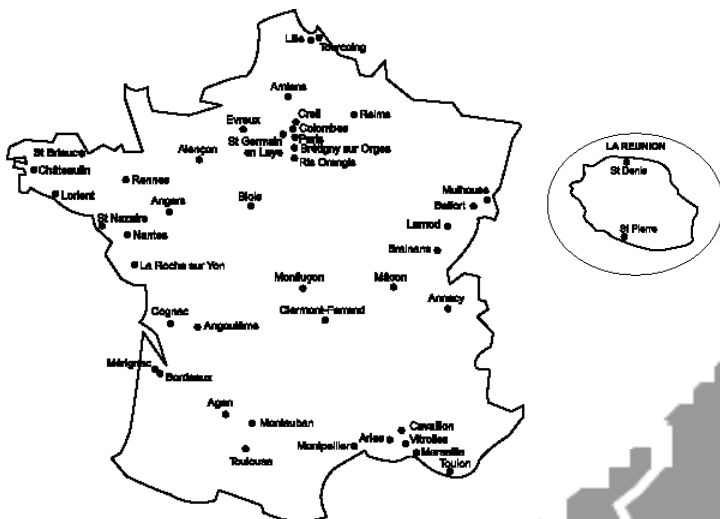 Lille
Tourcoing
Amiens
Creil
Reims
Evreux
Colombes
St Germain
en Laye
Paris
Brétigny sur Orges
Ris Orangis
Alençon
St Brieuc
Châteaulin
Rennes
Lorient
Angers
Blois
Mulhouse
Belfort
St Nazaire
Nantes
Lamod
Brainans
La Roche sur Yon
Montluçon
Mâcon
Annecy
Cognac
Angoulême
Clermont-Ferrand
Mérignac
Bordeaux
Agen
Montauban
Toulouse
Montpellier
Arles
Cavaillon
Vitrolles
Marseille
Toulon
LA REUNION
St Denis
St Pierre